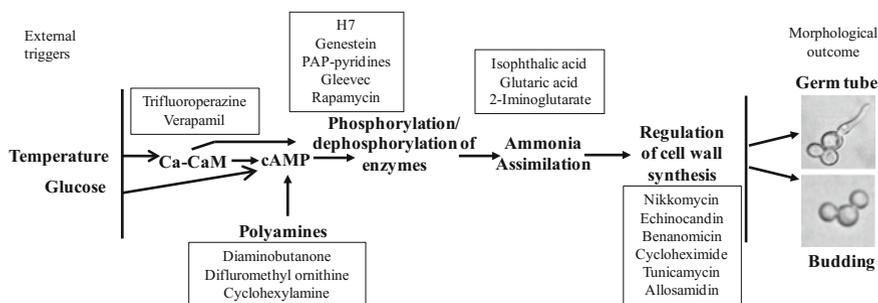 External
triggers
H7
Genestein
PAP-pyridines
Gleevec
Rapamycin
Isophthalic acid
Glutaric acid
2-Iminoglutarate
Morphological
outcome
Germ tube
Trifluoroperazine
Verapamil
Phosphorylation/
dephosphorylation of
enzymes
Temperature
Glucose
Ca-CaM
cAMP
Ammonia
Assimilation
Regulation
of cell wall
synthesis
Polyamines
Diaminobutanone
Difluromethyl ornithine
Cyclohexylamine
Nikkomycin
Echinocandin
Benanomicin
Cycloheximide
Tunicamycin
Allosamidin
Budding